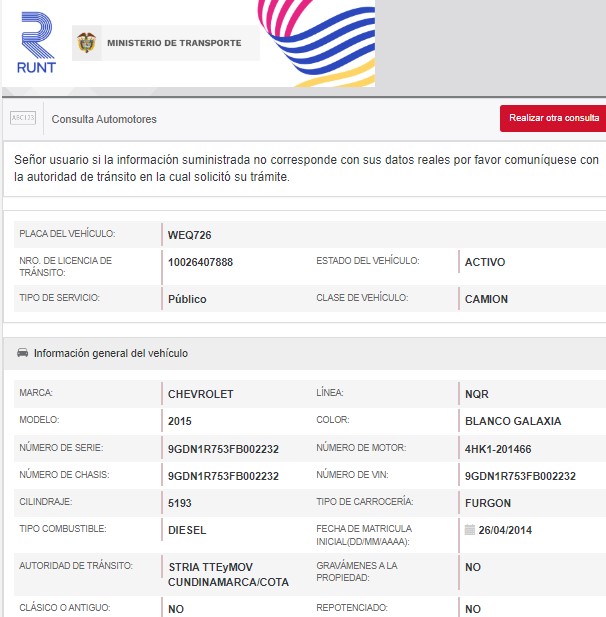 RUNT
MINISTERIO DE TRANSPORTE
ABC123
Consulta Automotores
Realizar otra consulta
Señor usuario si la información suministrada no corresponde con sus datos reales por favor comuníquese con
la autoridad de tránsito en la cual solicitó su trámite.
PLACA DEL VEHÍCULO: WEQ726
NRO. DE LICENCIA DE
TRÁNSITO: 10026407888 ESTADO DEL VEHÍCULO: ACTIVO
TIPO DE SERVICIO: Público CLASE DE VEHÍCULO: CAMION
Información general del vehículo
MARCA: CHEVROLET LÍNEA: NQR
MODELO: 2015 COLOR: BLANCO GALAXIA
NÚMERO DE SERIE: 9GDN1R753FB002232 NÚMERO DE MOTOR: 4HK1-201466
NÚMERO DE CHASIS: 9GDN1R753FB002232 NÚMERO DE VIN: 9GDN1R753FB002232
CILINDRAJE: 5193 TIPO DE CARROCERÍA: FURGON
TIPO COMBUSTIBLE: DIESEL FECHA DE MATRICULA
INICIAL(DD/MM/AAAA): 26/04/2014
AUTORIDAD DE TRÁNSITO: STRIA TTEyMOV
CUNDINAMARCA/COTA GRAVÁMENES A LA
PROPIEDAD: NO
CLÁSICO O ANTIGUO: NO REPOTENCIADO: NO